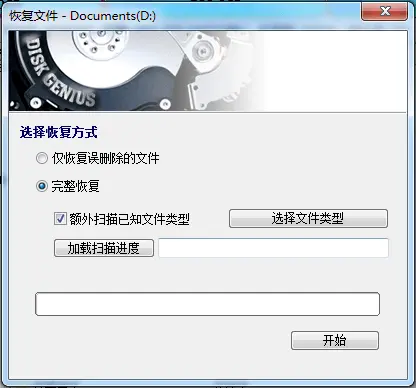 恢复文件 - Documents(D:)
DISK GENIUS
选择恢复方式
仅恢复误删除的文件
完整恢复
额外扫描已知文件类型
选择文件类型
加载扫描进度
开始